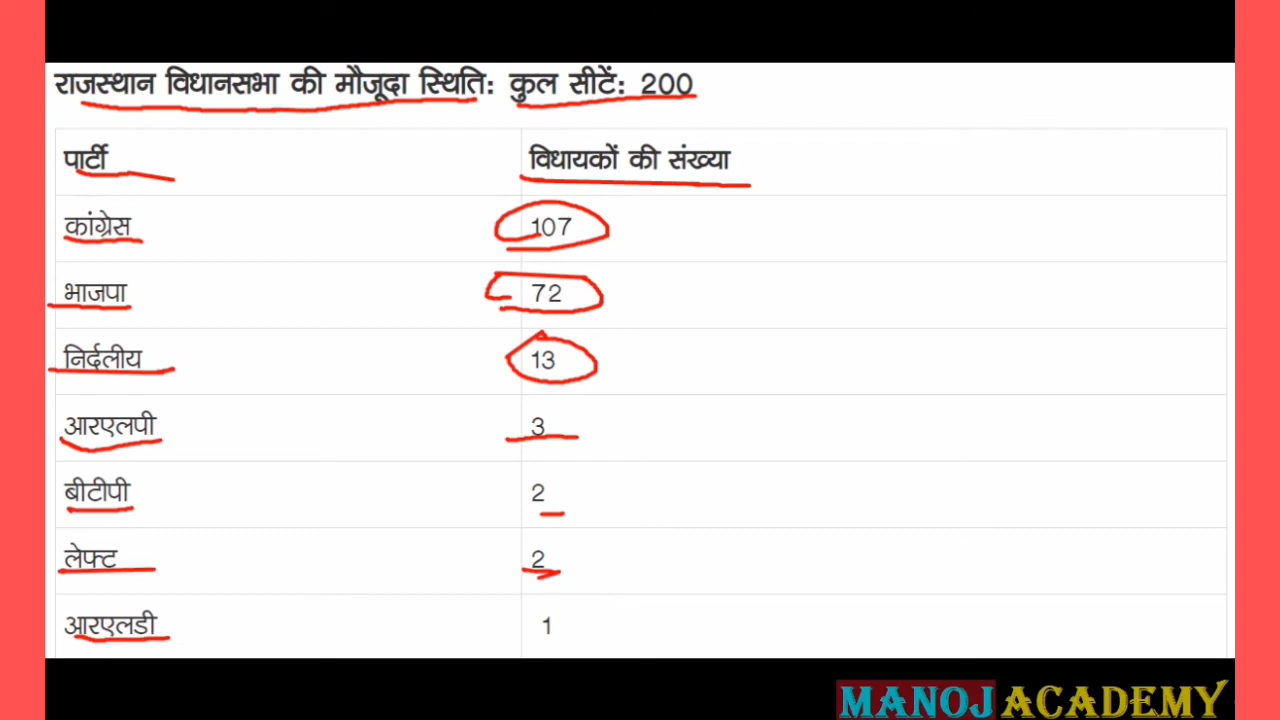 राजस्थान विधानसभा की मौजूदा स्थिति: कुल सीटें: 200
पार्टी विधायकों की संख्या
कांग्रेस 107
भाजपा 72
निर्दलीय 13
आरएलपी 3
बीटीपी 2
लेफ्ट 2
आरएलडी 1
MANOJ ACADEMY